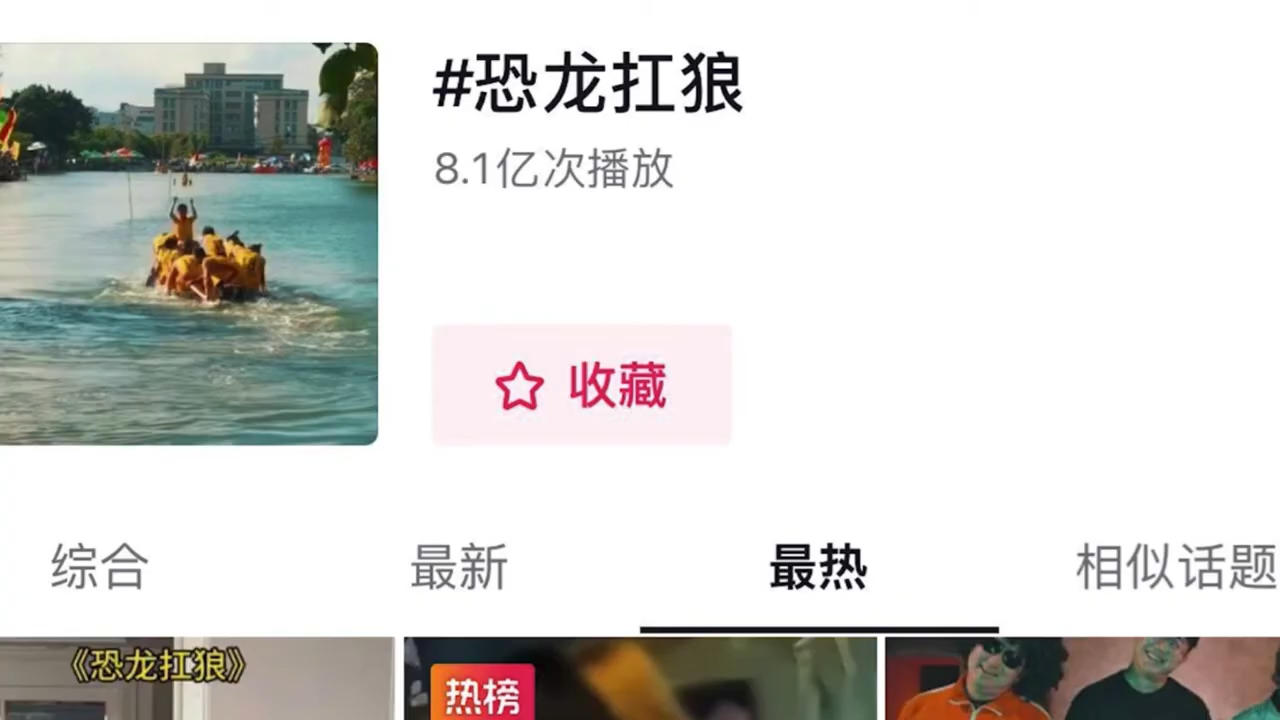 #恐龙扛狼
8.1亿次播放
收藏
综合
最新
最热
相似话题
《恐龙扛狼》
热榜